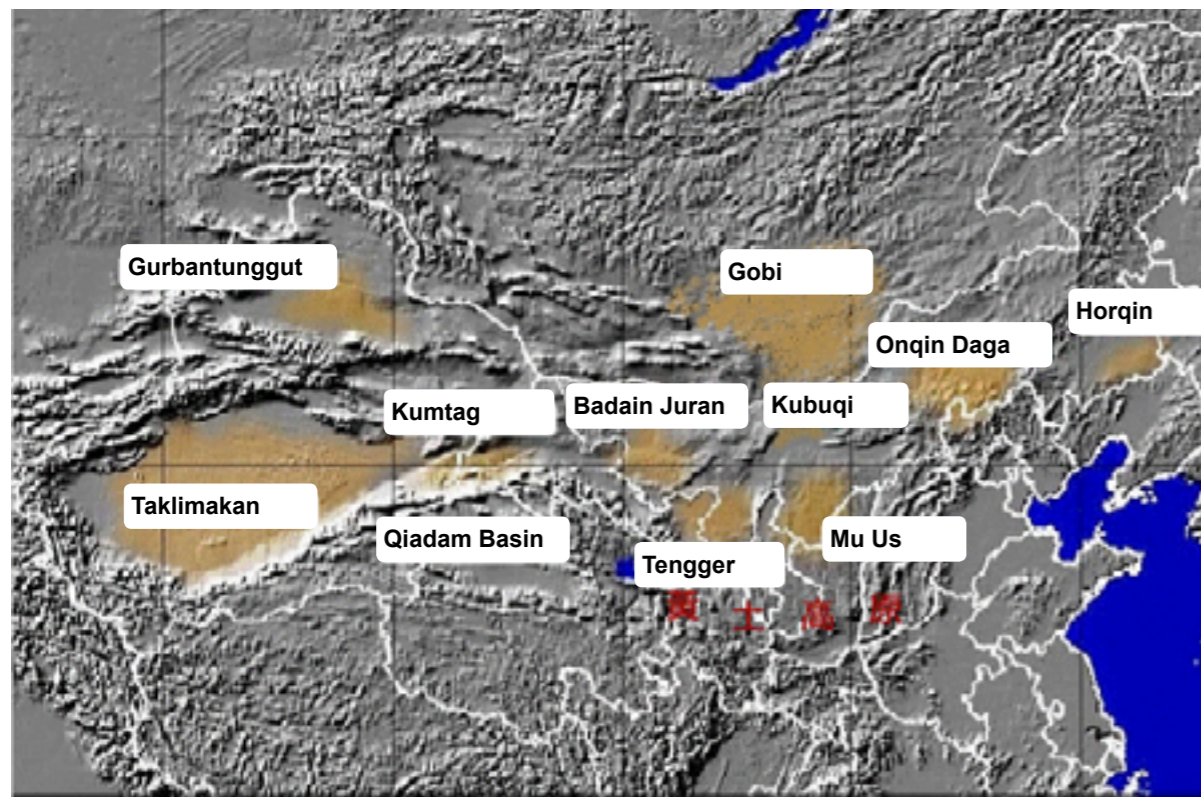 Gurbantunggut
Gobi
Horqin
Onqin Daga
Kumtag
Badain Juran
Kubuqi
Taklimakan
Qiadam Basin
Mu Us
Tengger
黄土高原